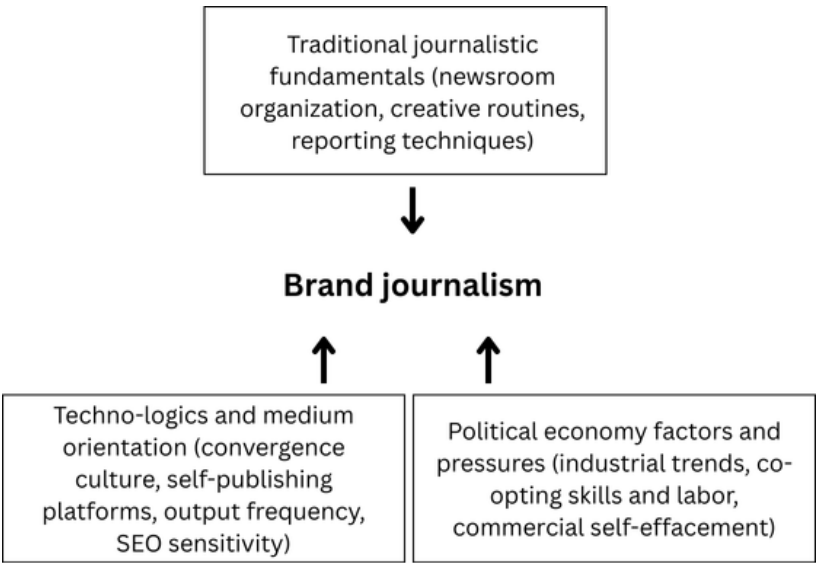 Traditional journalistic
fundamentals (newsroom
organization, creative routines,
reporting techniques)
Brand journalism
Techno-logics and medium
orientation (convergence
culture, self-publishing
platforms, output frequency,
SEO sensitivity)
Political economy factors and
pressures (industrial trends, co-
opting skills and labor,
commercial self-effacement)